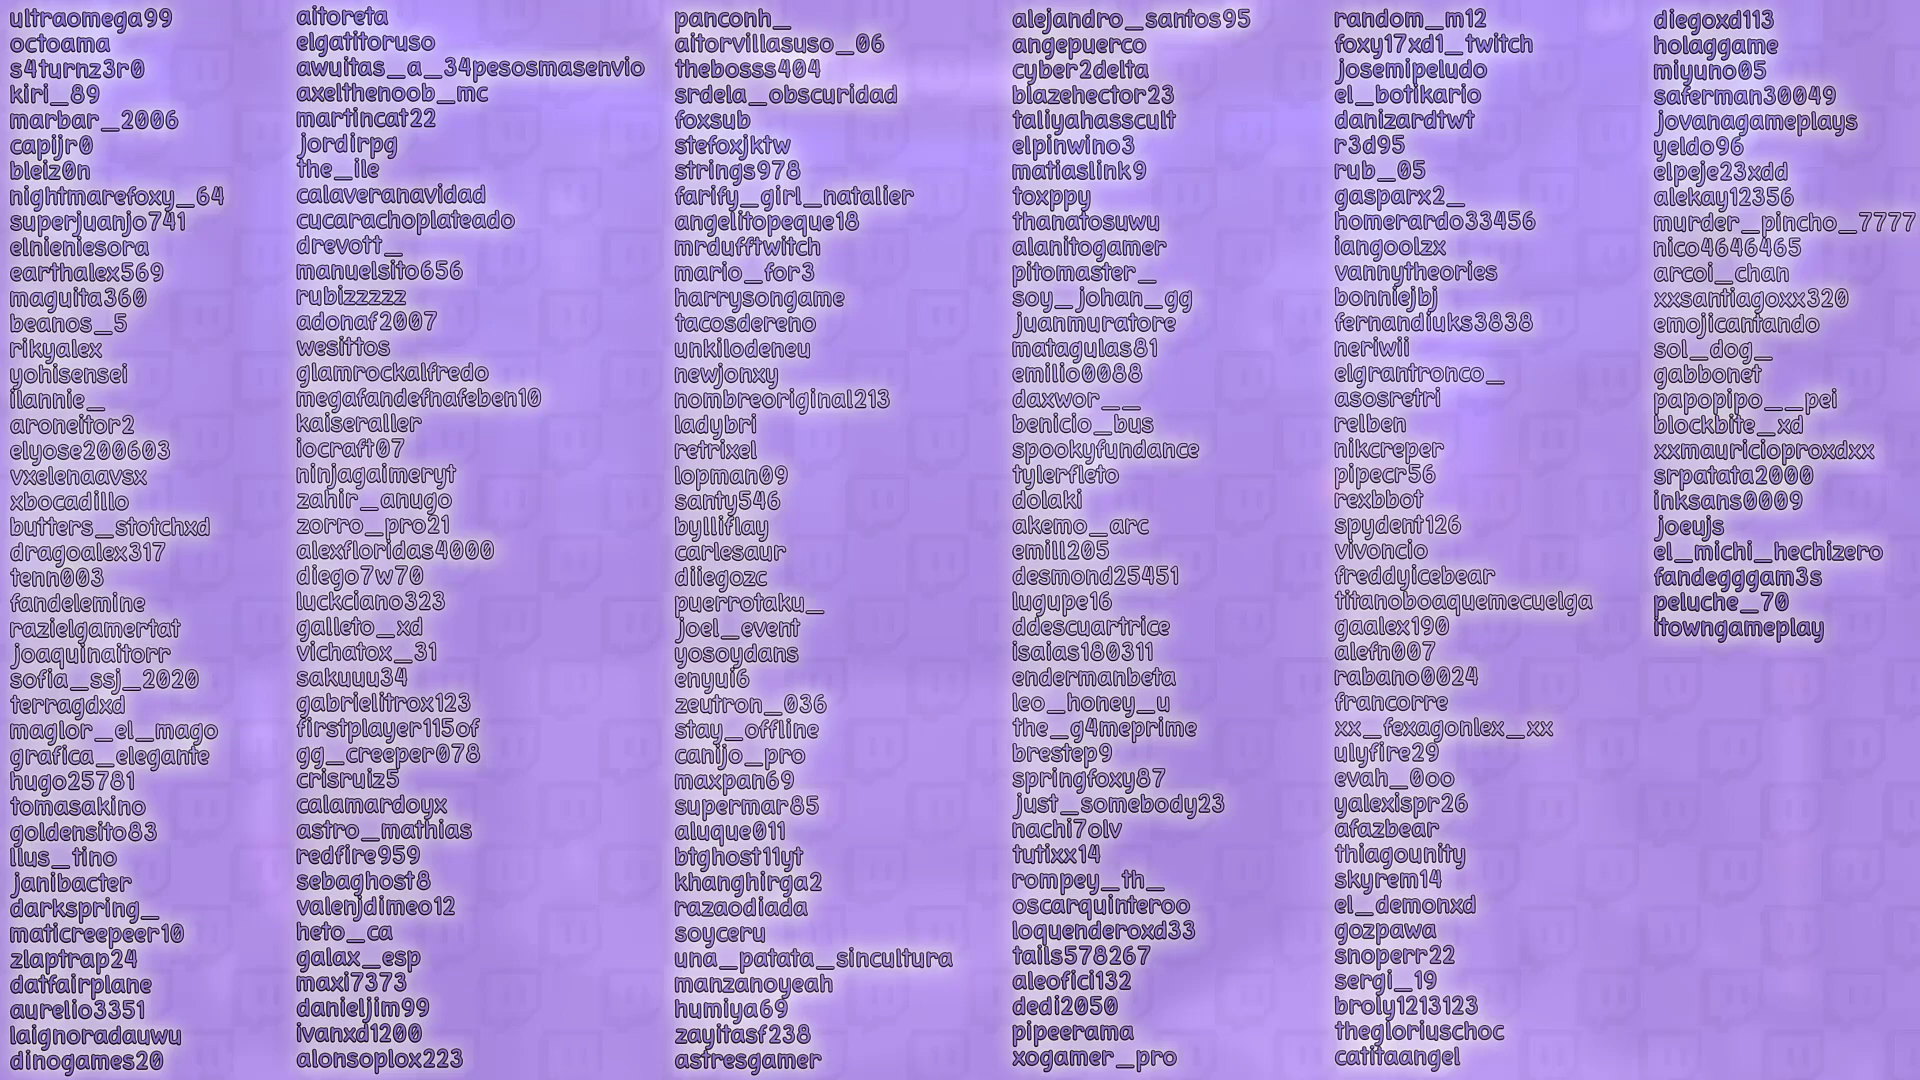 ultraomega99
octoama
s4turnz3r0
kiri_89
marbar_2006
capijr0
bleiz0n
nightmarefoxy_64
superjuanjo741
elnieniesora
earthalex569
maguita360
beanos_5
rikyalex
yohisensei
ilannie_
aroneitor2
elyose200603
vxelenaavsx
xbocadillo
butters_stotchxd
dragoalex317
tenn003
fandelemine
razielgamertat
joaquinaitorr
sofia_ssj_2020
terragdxd
maglor_el_mago
grafica_elegante
hugo25781
tomasakino
goldensito83
llus_tino
janibacter
darkspring_
maticreepeer10
zlaptrap24
datfairplane
aurelio3351
laignoradauwu
dinogames20
aitoreta
elgatitoruso
awuitas_a_34pesosmasenvio
axelthenoob_mc
martincat22
jordirpg
the_ile
calaveranavidad
cucarachoplateado
drevott_
manuelsito656
rubizzzzz
adonaf2007
wesittos
glamrockalfredo
megafandefnafeben10
kaiseraller
iocraft07
ninjagaimeryt
zahir_anugo
zorro_pro21
alexfloridas4000
diego7w70
luckciano323
galleto_xd
vichatox_31
sakuuu34
gabrielitrox123
firstplayer115of
gg_creeper078
crisruiz5
calamardoyx
astro_mathias
redfire959
sebaghost8
valenjdimeo12
heto_ca
galax_esp
maxi7373
danieljim99
ivanxd1200
alonsoplox223
panconh_
aitorvillasuso_06
thebosss404
srdela_obscuridad
foxsub
stefoxjktw
strings978
farify_girl_natalier
angelitopeque18
mrdufftwitch
mario_for3
harrysongame
tacosdereno
unkilodeneu
newjonxy
nombreoriginal213
ladybri
retrixel
lopman09
santy546
bylliflay
carlesaur
diiegozc
puerrotaku_
joel_event
yosoydans
enyui6
zeutron_036
stay_offline
canijo_pro
maxpan69
supermar85
aluque011
btghost11yt
khanghirga2
razaodiada
soyceru
una_patata_sincultura
manzanoyeah
humiya69
zayitasf238
astresgamer
alejandro_santos95
angepuerco
cyber2delta
blazehector23
taliyahasscult
elpinwino3
matiaslink9
toxppy
thanatosuwu
alanitogamer
pitomaster_
soy_johan_gg
juanmuratore
matagulas81
emilio0088
daxwor__
benicio_bus
spookyfundance
tylerfleto
dolaki
akemo_arc
emill205
desmond25451
lugupe16
ddescuartrice
isaias180311
endermanbeta
leo_honey_u
the_g4meprime
brestep9
springfoxy87
just_somebody23
nachi7olv
tutixx14
rompey_th_
oscarquinteroo
loquenderoxd33
tails578267
aleofici132
dedi2050
pipeerama
xogamer_pro
random_m12
foxy17xd1_twitch
josemipeludo
el_botikario
danizardtwt
r3d95
rub_05
gasparx2_
homerardo33456
iangoolzx
vannytheories
bonniejbj
fernandiuks3838
neriwii
elgrantronco_
asosretri
relben
nikcreper
pipecr56
rexbbot
spydent126
vivoncio
freddyicebear
titanoboaquemecuelga
gaalex190
alefn007
rabano0024
francorre
xx_fexagonlex_xx
ulyfire29
evah_0oo
yalexispr26
afazbear
thiagounity
skyrem14
el_demonxd
gozpawa
snoperr22
sergi_19
broly1213123
thegloriuschoc
catitaangel
diegoxd113
holaggame
miyuno05
saferman30049
jovanagameplays
yeldo96
elpeje23xdd
alekay12356
murder_pincho_7777
nico4646465
arcoi_chan
xxsantiagoxx320
emojicantando
sol_dog_
gabbonet
papopipo__pei
blockbite_xd
xxmauricioproxdxx
srpatata2000
inksans0009
joeyjs
el_michi_hechizero
fandegggam3s
peluche_70
itowngameplay